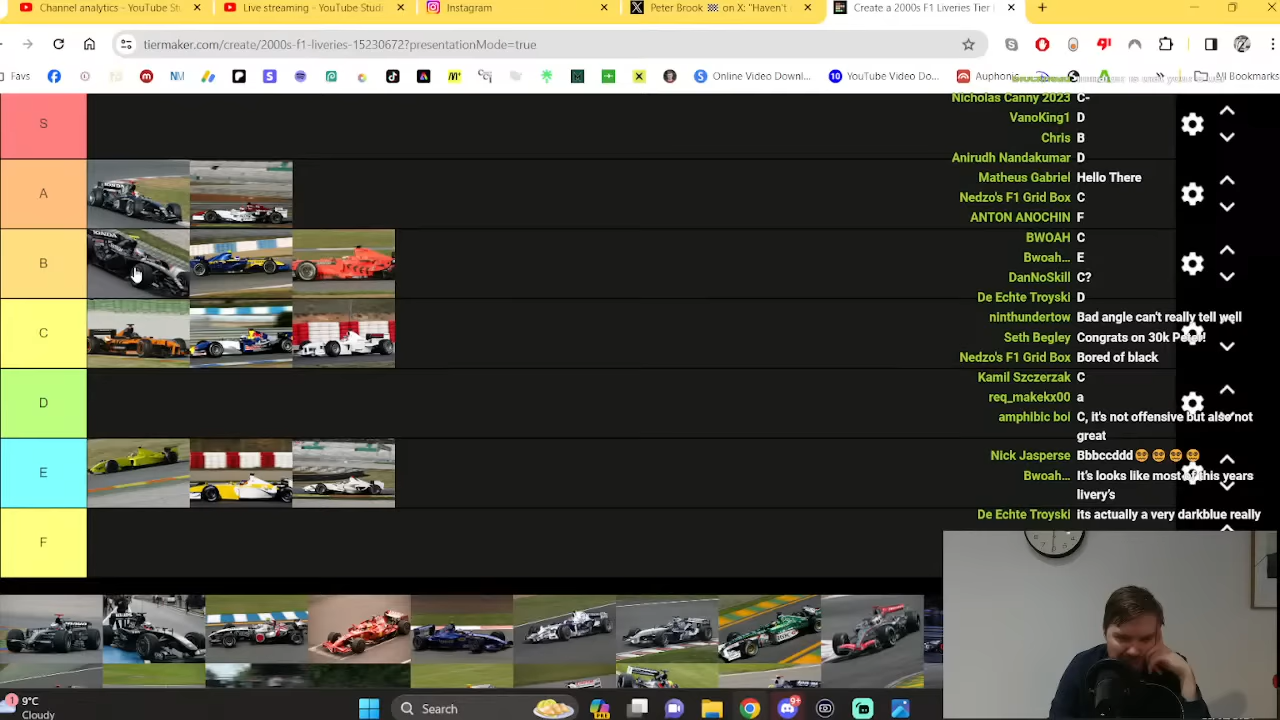 Channel analytics - YouTube St
Live streaming - YouTube Studi
Instagram
Peter Brook 🏁 on X: "Haven't
Create a 2000s F1 Liveries Tier
tiermaker.com/create/2000s-f1-liveries-15230672?presentationMode=true
Favs
Online Video Downl...
YouTube Video Do...
Auphonic
All Bookmarks
S
A
B
C
D
E
F
Nicholas Canny 2023 C-
VanoKing1 D
Chris B
Anirudh Nandakumar D
Matheus Gabriel Hello There
Nedzo's F1 Grid Box C
ANTON ANOCHIN F
BWOAH C
Bwoah... E
DanNoSkill C?
De Echte Troyski D
ninthundertow Bad angle can't really tell well
Seth Begley Congrats on 30k Peter!
Nedzo's F1 Grid Box Bored of black
Kamil Szczerzak C
req_makekx00 a
amphibic boi C, it's not offensive but also not
great
Nick Jasperse Bbbccddd
Bwoah... It's looks like most of this years
livery's
De Echte Troyski its actually a very darkblue really
9°C
Cloudy
Search